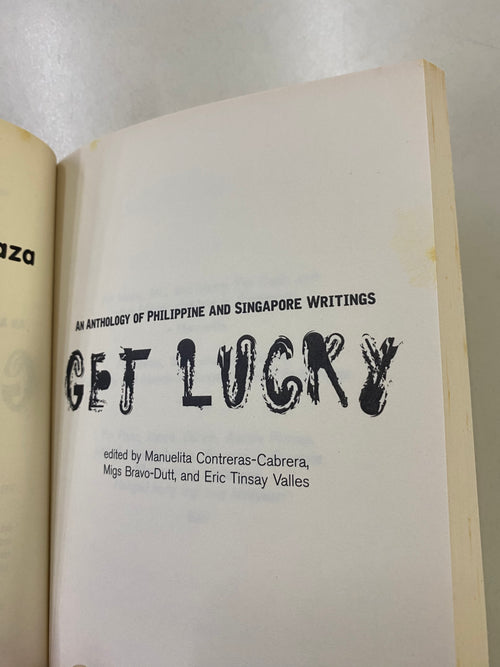 aza
AN ANTHOLOGY OF PHILIPPINE AND SINGAPORE WRITINGS
GET LUCKY
edited by Manuelita Contreras-Cabrera,
Migs Bravo-Dutt, and Eric Tinsay Valles